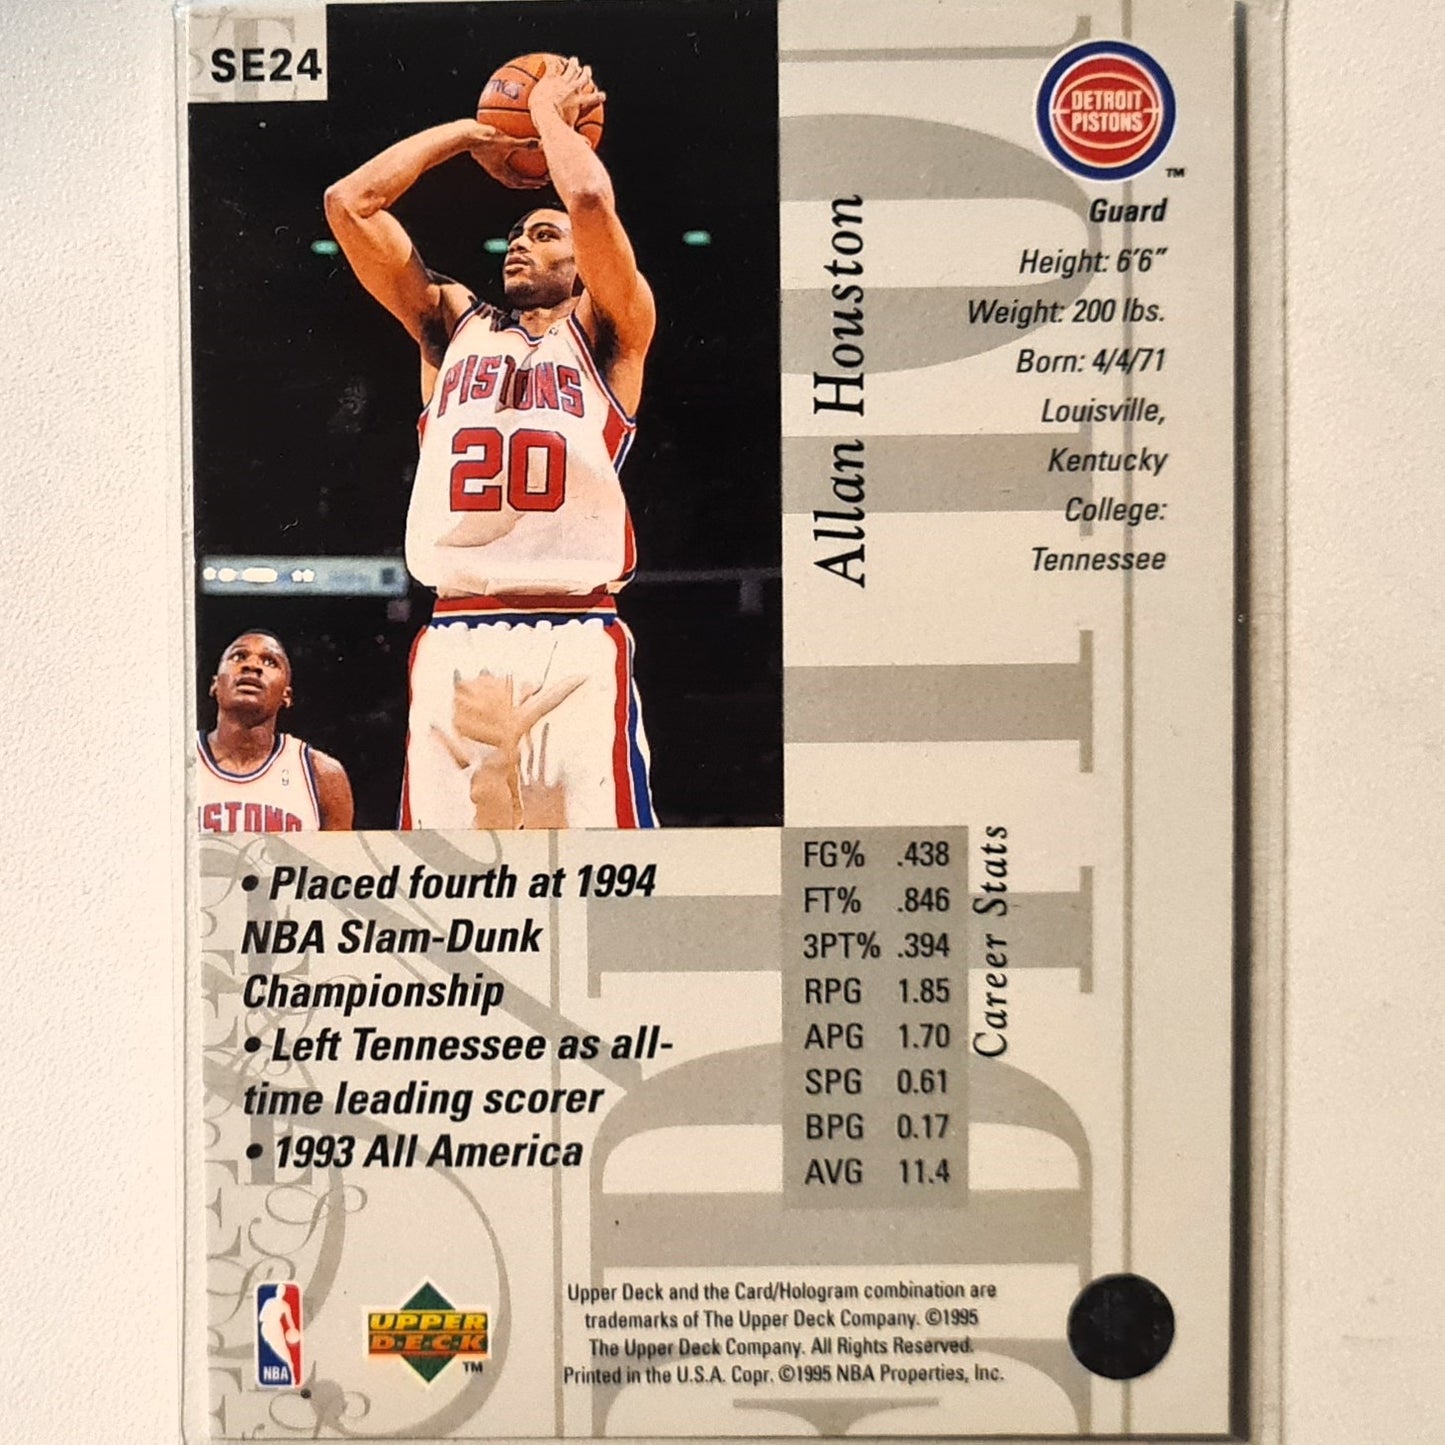 SE24
DETROIT
PISTONS
TM
PISTONS
20
Allan Houston
Guard
Height: 6'6"
Weight: 200 lbs.
Born: 4/4/71
Louisville,
Kentucky
College:
Tennessee
• Placed fourth at 1994
NBA Slam-Dunk
Championship
• Left Tennessee as all-
time leading scorer
• 1993 All America
Career Stats
FG% .438
FT% .846
3PT% .394
RPG 1.85
APG 1.70
SPG 0.61
BPG 0.17
AVG 11.4
NBA
UPPER
D·E·C·K
TM
Upper Deck and the Card/Hologram combination are
trademarks of The Upper Deck Company. ©1995
The Upper Deck Company. All Rights Reserved.
Printed in the U.S.A. Copr. ©1995 NBA Properties, Inc.